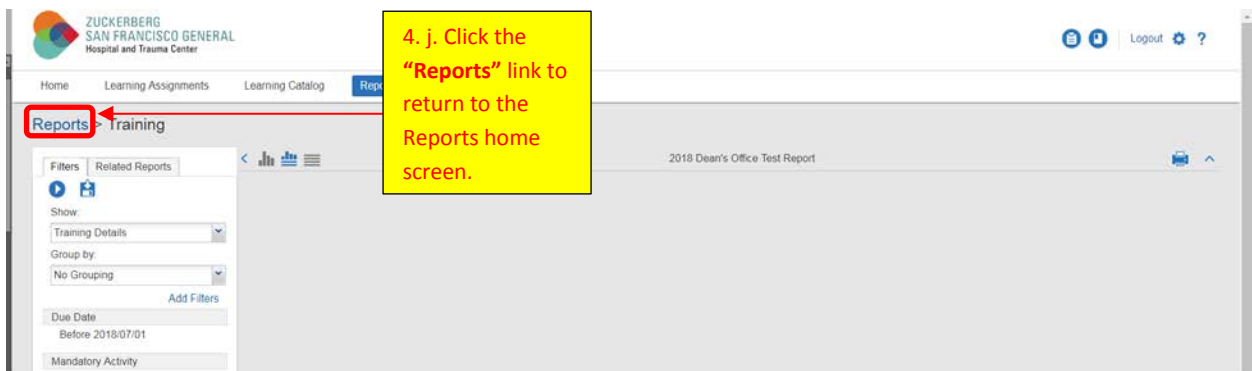 ZUCKERBERG
SAN FRANCISCO GENERAL
Hospital and Trauma Center
Logout ?
Home Learning Assignments Learning Catalog
4. j. Click the
“Reports” link to
return to the
Reports home
screen.
Reports > Training
Filters Related Reports
2018 Dean's Office Test Report
Show:
Training Details
Group by:
No Grouping
Add Filters
Due Date
Before 2018/07/01
Mandatory Activity